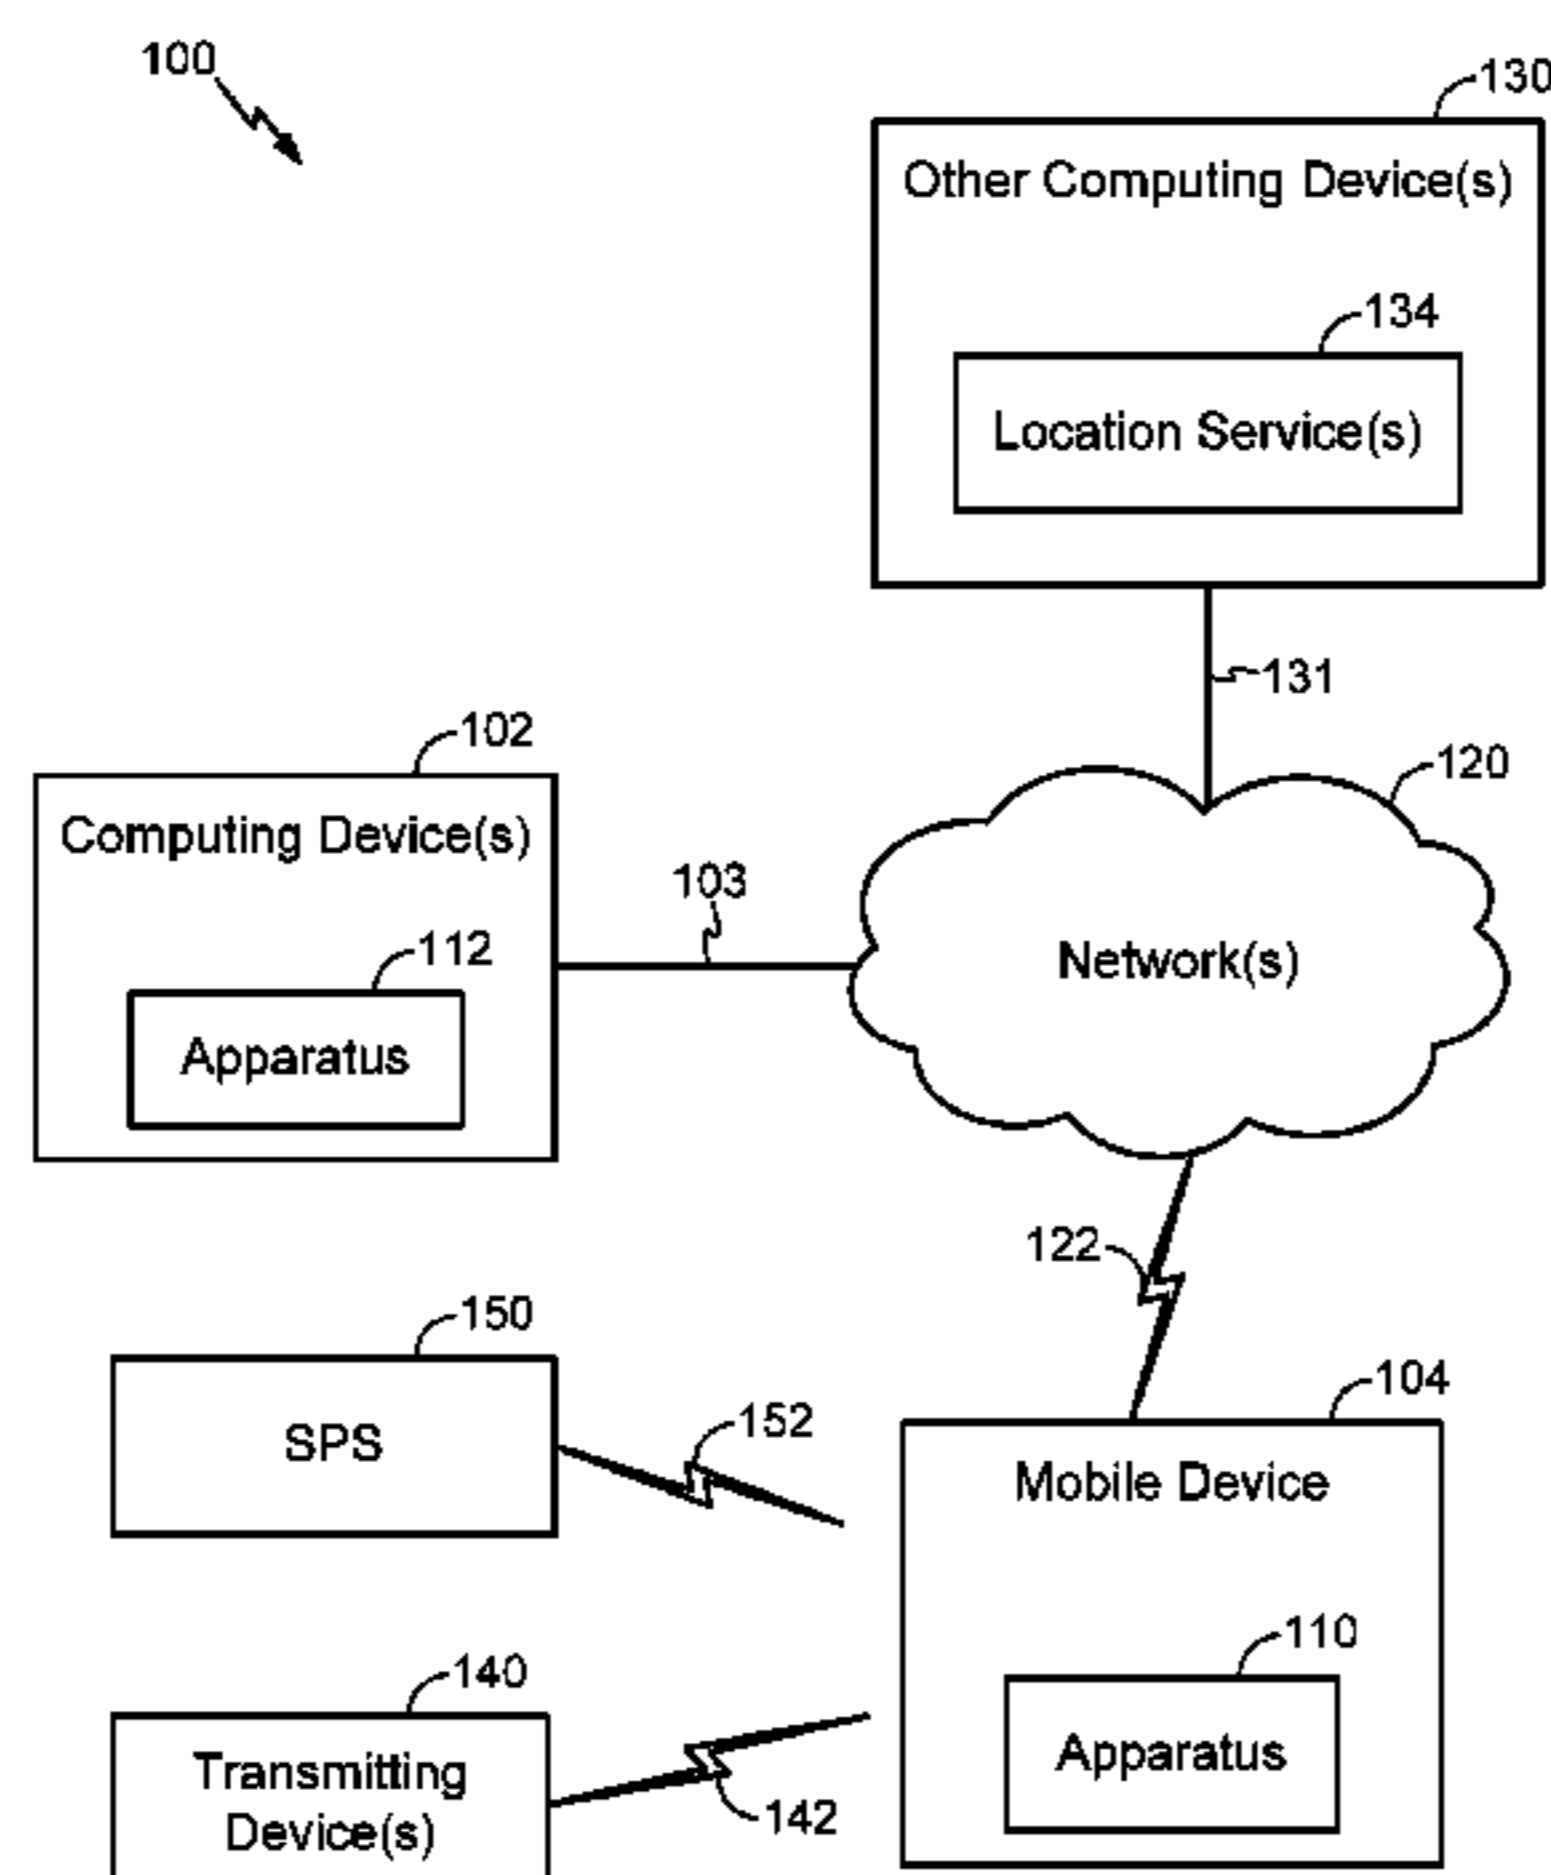 100
130
Other Computing Device(s)
134
Location Service(s)
131
102
120
Computing Device(s)
103
112
Network(s)
Apparatus
122
150
104
152
SPS
Mobile Device
110
140
Apparatus
Transmitting
Device(s)
142